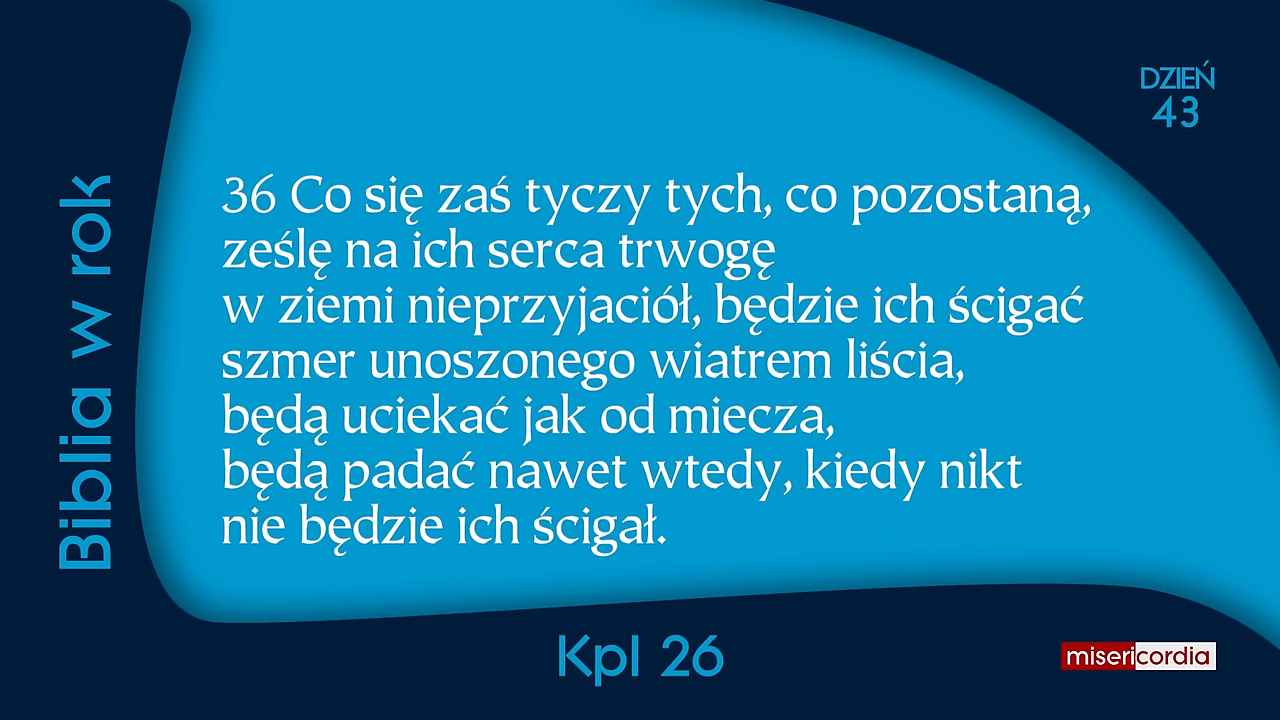 DZIEŃ
43
Biblia w rok
36 Co się zaś tyczy tych, co pozostaną,
ześlę na ich serca trwogę
w ziemi nieprzyjaciół, będzie ich ścigać
szmer unoszonego wiatrem liścia,
będą uciekać jak od miecza,
będą padać nawet wtedy, kiedy nikt
nie będzie ich ścigał.
Kpl 26
misericordia